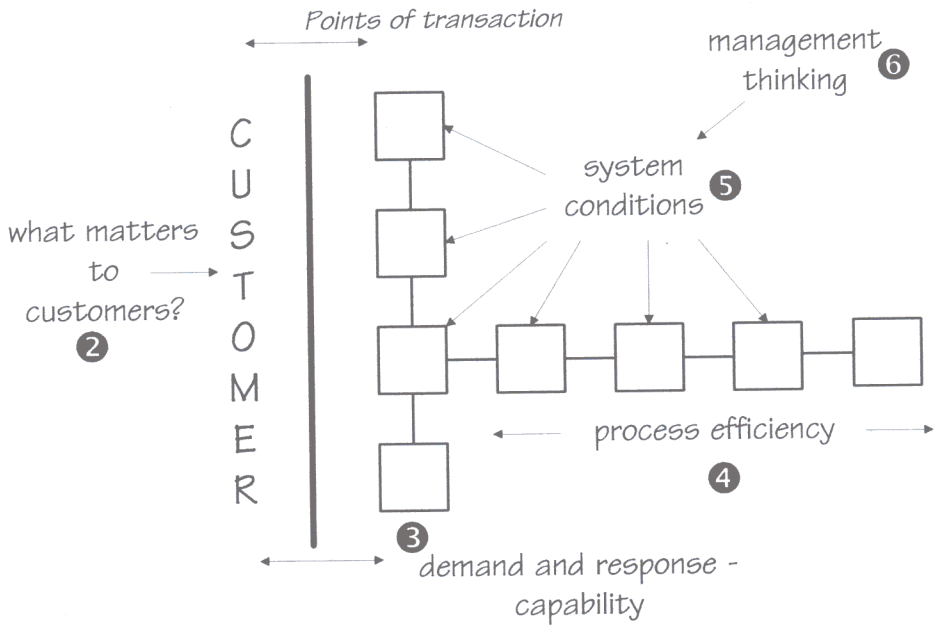 Points of transaction
management
thinking
6
system
conditions
5
CUSTOMER
what matters
to
customers?
2
process efficiency
4
3
demand and response -
capability